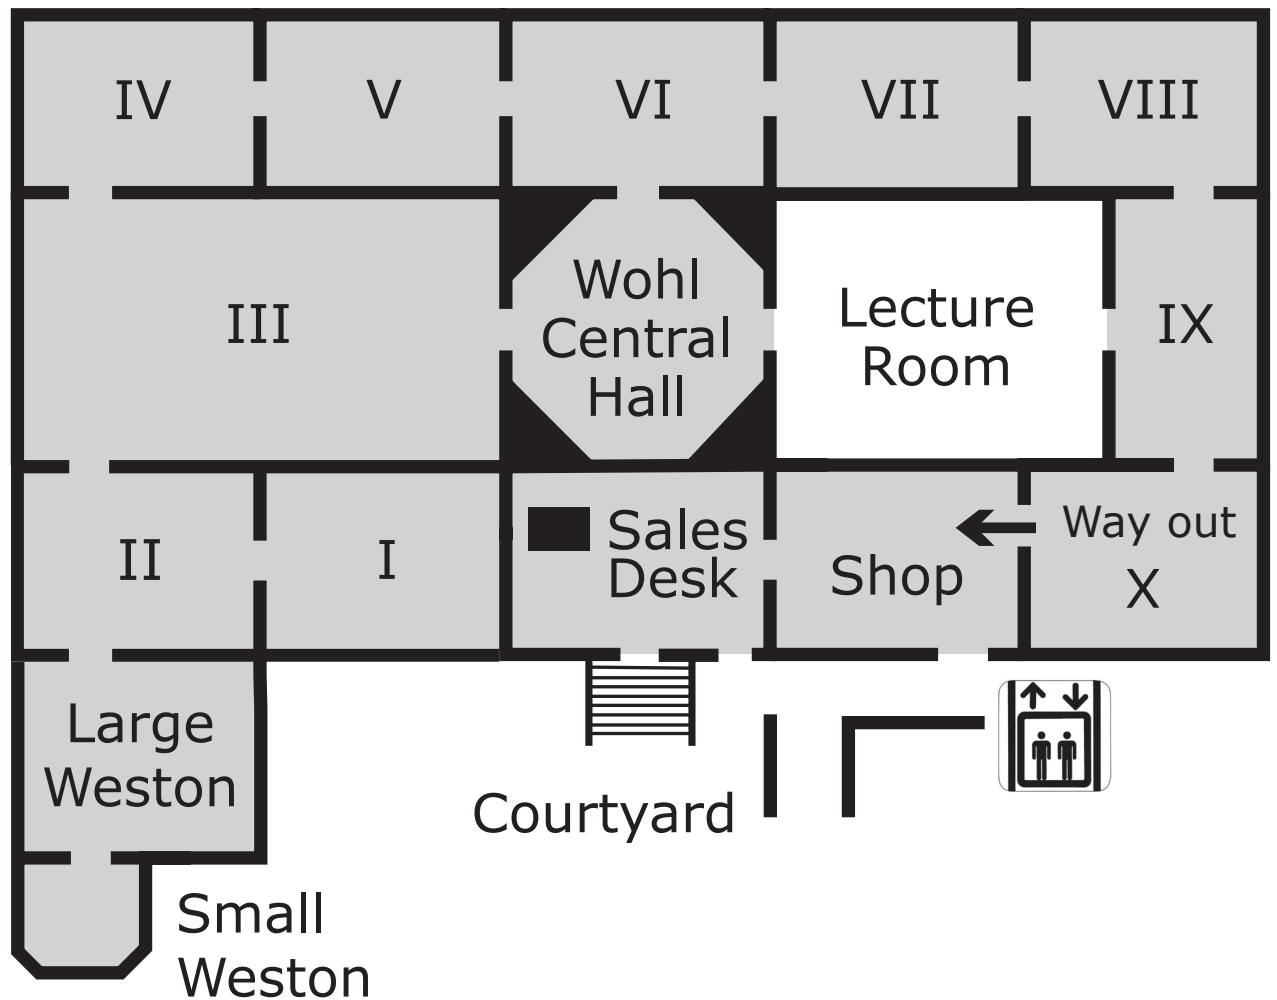 IV
V
VI
VII
VIII
III
Wohl
Central
Hall
Lecture
Room
IX
II
I
Sales
Desk
Shop
Way out
X
Large
Weston
Courtyard
Small
Weston